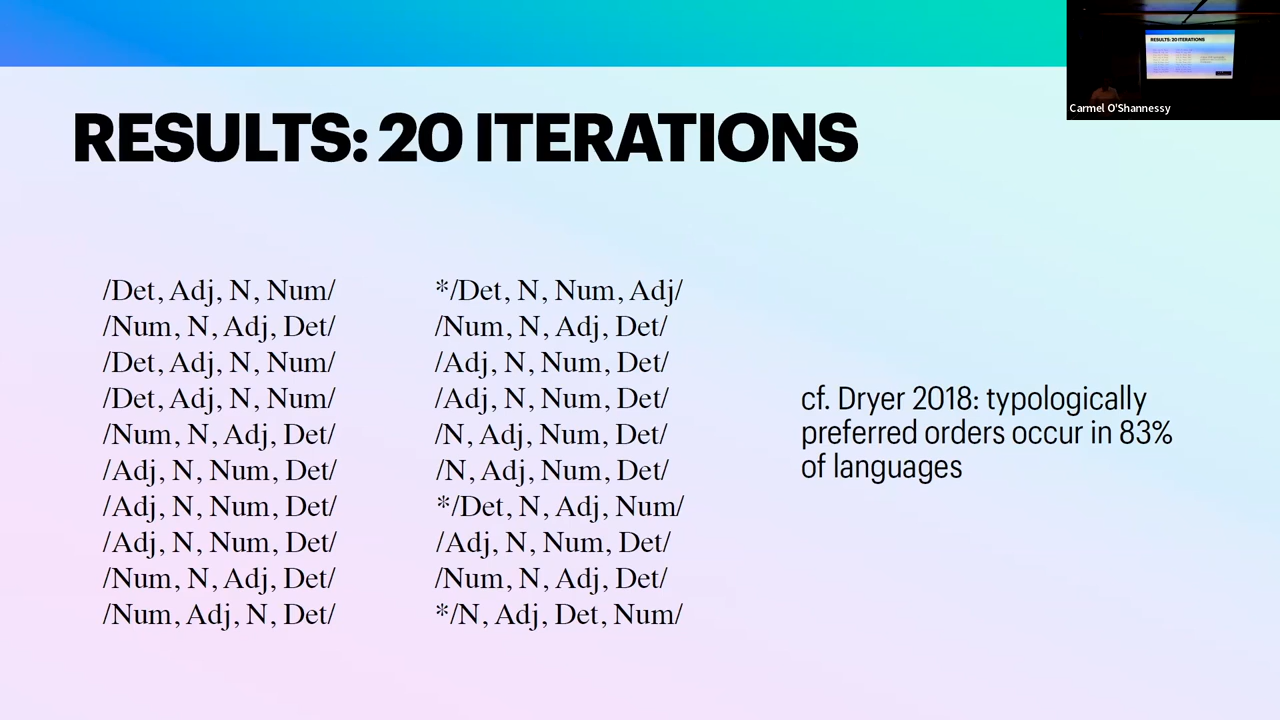 RESULTS: 20 ITERATIONS
/Det, Adj, N, Num/
/Num, N, Adj, Det/
/Det, Adj, N, Num/
/Det, Adj, N, Num/
/Num, N, Adj, Det/
/Adj, N, Num, Det/
/Adj, N, Num, Det/
/Adj, N, Num, Det/
/Num, N, Adj, Det/
/Num, Adj, N, Det/
*/Det, N, Num, Adj/
/Num, N, Adj, Det/
/Adj, N, Num, Det/
/Adj, N, Num, Det/
/N, Adj, Num, Det/
/N, Adj, Num, Det/
*/Det, N, Adj, Num/
/Adj, N, Num, Det/
/Num, N, Adj, Det/
*/N, Adj, Det, Num/
cf. Dryer 2018: typologically
preferred orders occur in 83%
of languages
RESULTS: 20 ITERATIONS
Carmel O'Shannessy